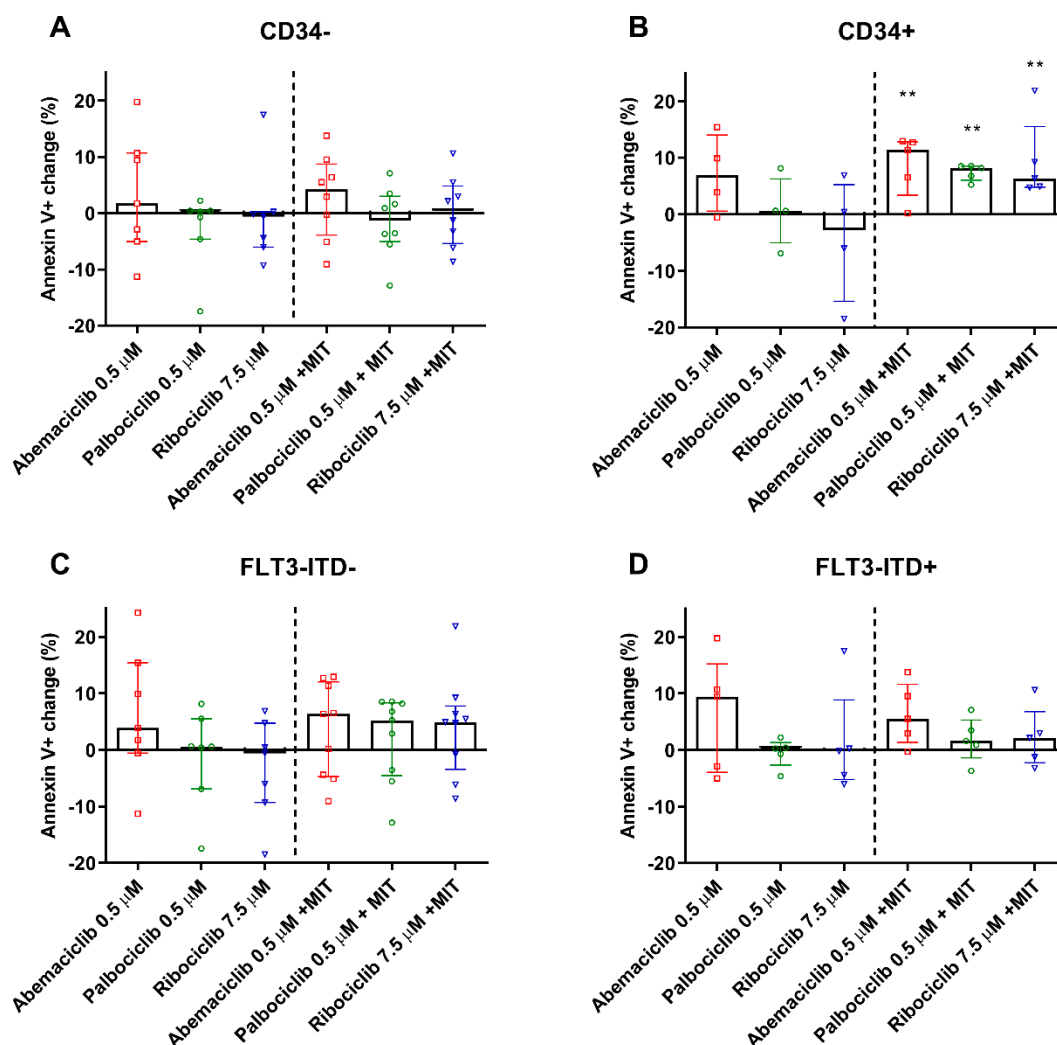 A
CD34-
Annexin V+ change (%)
20
10
0
-10
-20
Abemaciclib 0.5 μM
Palbociclib 0.5 μM
Ribociclib 7.5 μM
Abemaciclib 0.5 μM +MIT
Palbociclib 0.5 μM + MIT
Ribociclib 7.5 μM +MIT
B
CD34+
Annexin V+ change (%)
20
10
0
-10
-20
**
**
**
Abemaciclib 0.5 μM
Palbociclib 0.5 μM
Ribociclib 7.5 μM
Abemaciclib 0.5 μM +MIT
Palbociclib 0.5 μM + MIT
Ribociclib 7.5 μM +MIT
C
FLT3-ITD-
Annexin V+ change (%)
20
10
0
-10
-20
Abemaciclib 0.5 μM
Palbociclib 0.5 μM
Ribociclib 7.5 μM
Abemaciclib 0.5 μM +MIT
Palbociclib 0.5 μM + MIT
Ribociclib 7.5 μM +MIT
D
FLT3-ITD+
Annexin V+ change (%)
20
10
0
-10
-20
Abemaciclib 0.5 μM
Palbociclib 0.5 μM
Ribociclib 7.5 μM
Abemaciclib 0.5 μM +MIT
Palbociclib 0.5 μM + MIT
Ribociclib 7.5 μM +MIT